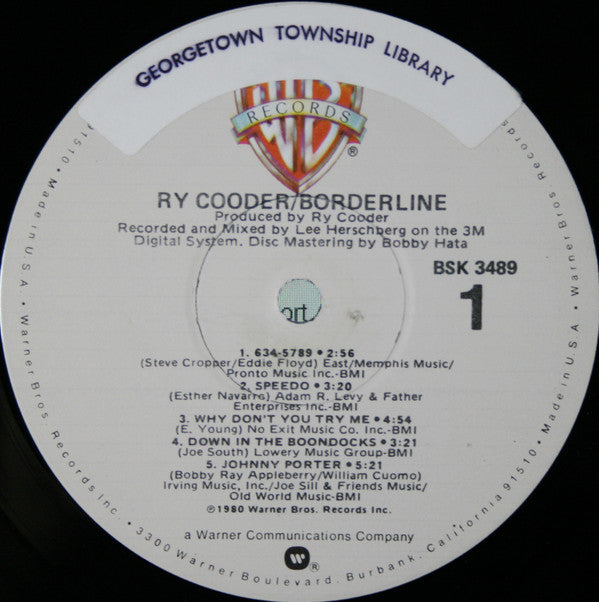 GEORGETOWN TOWNSHIP LIBRARY
RECORDS
®
RY COODER/BORDERLINE
Produced by Ry Cooder
Recorded and Mixed by Lee Herschberg on the 3M
Digital System. Disc Mastering by Bobby Hata
BSK 3489
1
ort
1. 634-5789 • 2:56
(Steve Cropper/Eddie Floyd) East/Memphis Music/
Pronto Music Inc.-BMI
2. SPEEDO • 3:20
(Esther Navarro) Adam R. Levy & Father
Enterprises Inc.-BMI
3. WHY DON'T YOU TRY ME • 4:54
(E. Young) No Exit Music Co. Inc.-BMI
4. DOWN IN THE BOONDOCKS • 3:21
(Joe South) Lowery Music Group-BMI
5. JOHNNY PORTER • 5:21
(Bobby Ray Appleberry/William Cuomo)
Irving Music, Inc./Joe Sill & Friends Music/
Old World Music-BMI
℗1980 Warner Bros. Records Inc.
a Warner Communications Company
®
91510 • Made in U.S.A. • Warner Bros Records Inc. • 3300 Warner Boulevard, Burbank, California 91510 • Made in U.S.A. • Warner Bros Records